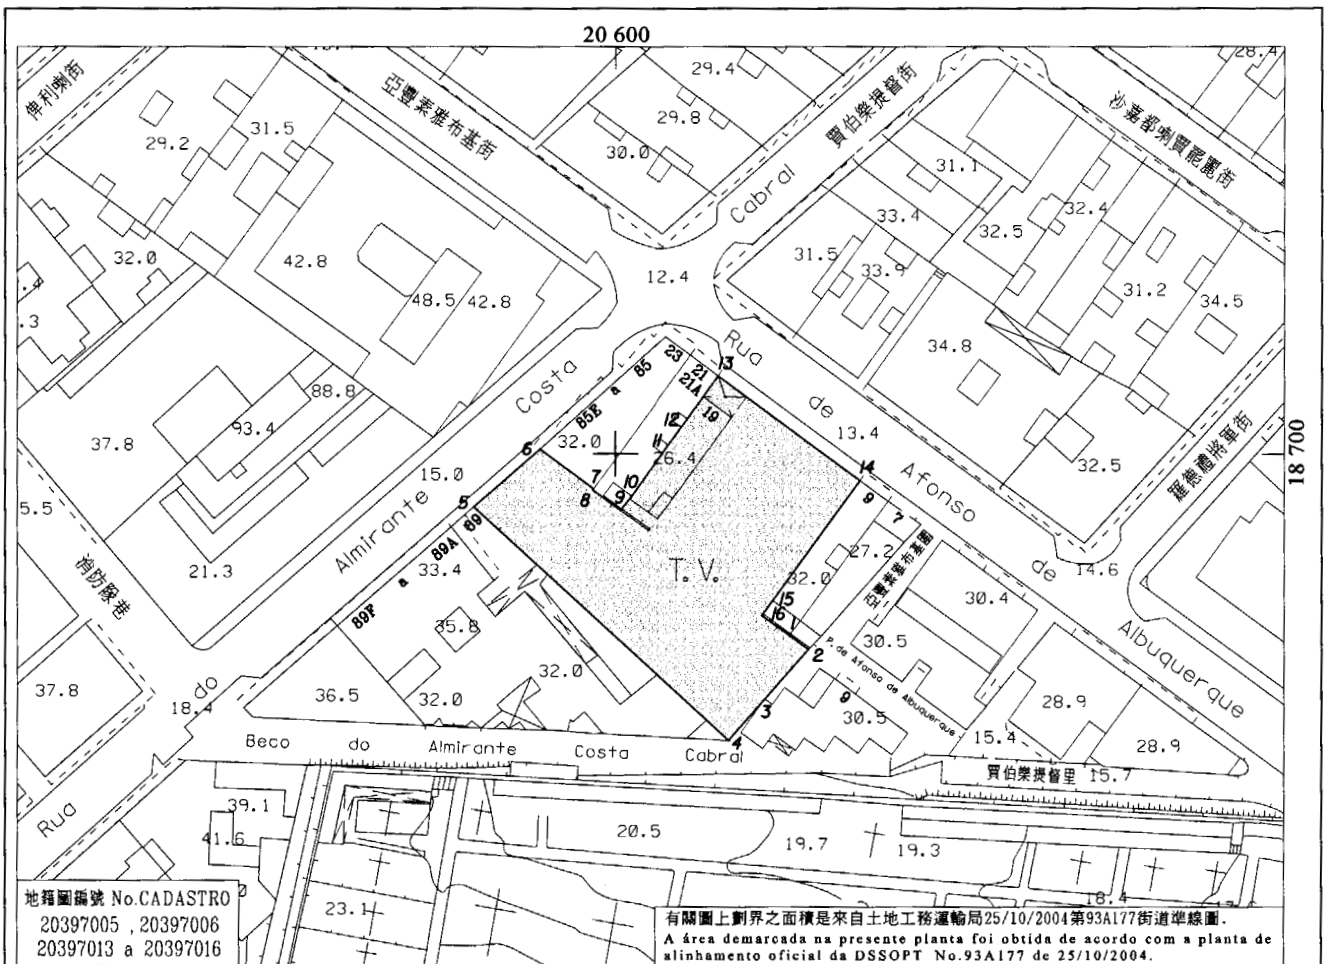 20 600
28.4
29.4
俾利喇街
亞豐素雅布基街
賈伯樂提督街
沙嘉都喇賈罷麗街
29.8
31.5
29.2
30.0
31.1
Cabral
32.4
33.4
32.5
31.5
32.0
42.8
12.4
33.9
31.2
48.5
42.8
34.5
.3
Rua
13
34.8
23
21
21A
85
a
85E
Costa
de
88.8
19
12
13.4
93.4
37.8
6
32.0
11
26.4
32.5
羅德禮將軍街
18 700
15.0
7
10
14
Afonso
8
9
9
7
5
89
5.5
Almirante
89A
27.2
亞豐素雅布基圍
消防隊巷
21.3
33.4
a
T.V.
32.0
de
14.6
89F
15
30.4
35.8
16
1
30.5
Albuquerque
2
P. de Afonso de Albuquerque
37.8
do
18.4
36.5
32.0
32.0
3
9
30.5
28.9
4
15.4
28.9
Beco do Almirante Costa Cabral
賈伯樂提督里 15.7
Rua
39.1
41.6
20.5
19.7
19.3
23.1
18.4
地籍圖編號 No.CADASTRO
20397005 , 20397006
20397013 a 20397016
有關圖上劃界之面積是來自土地工務運輸局25/10/2004第93A177街道準線圖.
A área demarcada na presente planta foi obtida de acordo com a planta de
alinhamento oficial da DSSOPT No.93A177 de 25/10/2004.